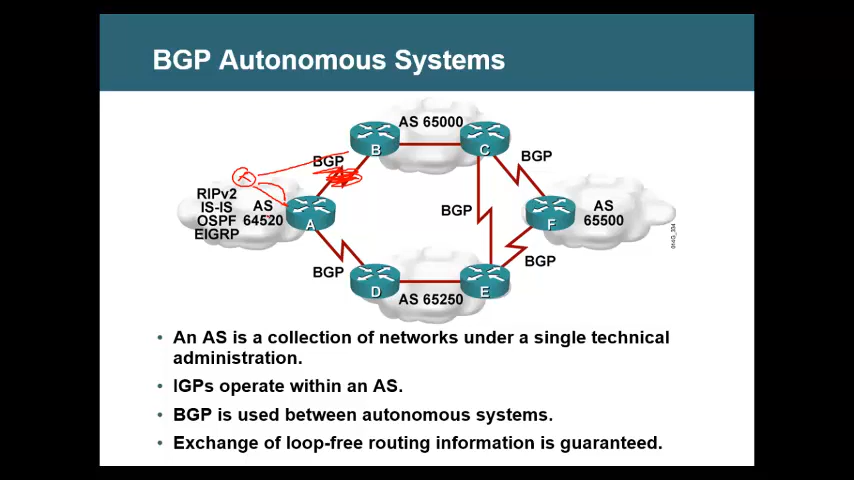 BGP Autonomous Systems
AS 65000
B
C
BGP
BGP
RIPv2
IS-IS
OSPF
EIGRP
AS
64520
A
BGP
F
AS
65500
BGP
BGP
D
AS 65250
E
• An AS is a collection of networks under a single technical
administration.
• IGPs operate within an AS.
• BGP is used between autonomous systems.
• Exchange of loop-free routing information is guaranteed.